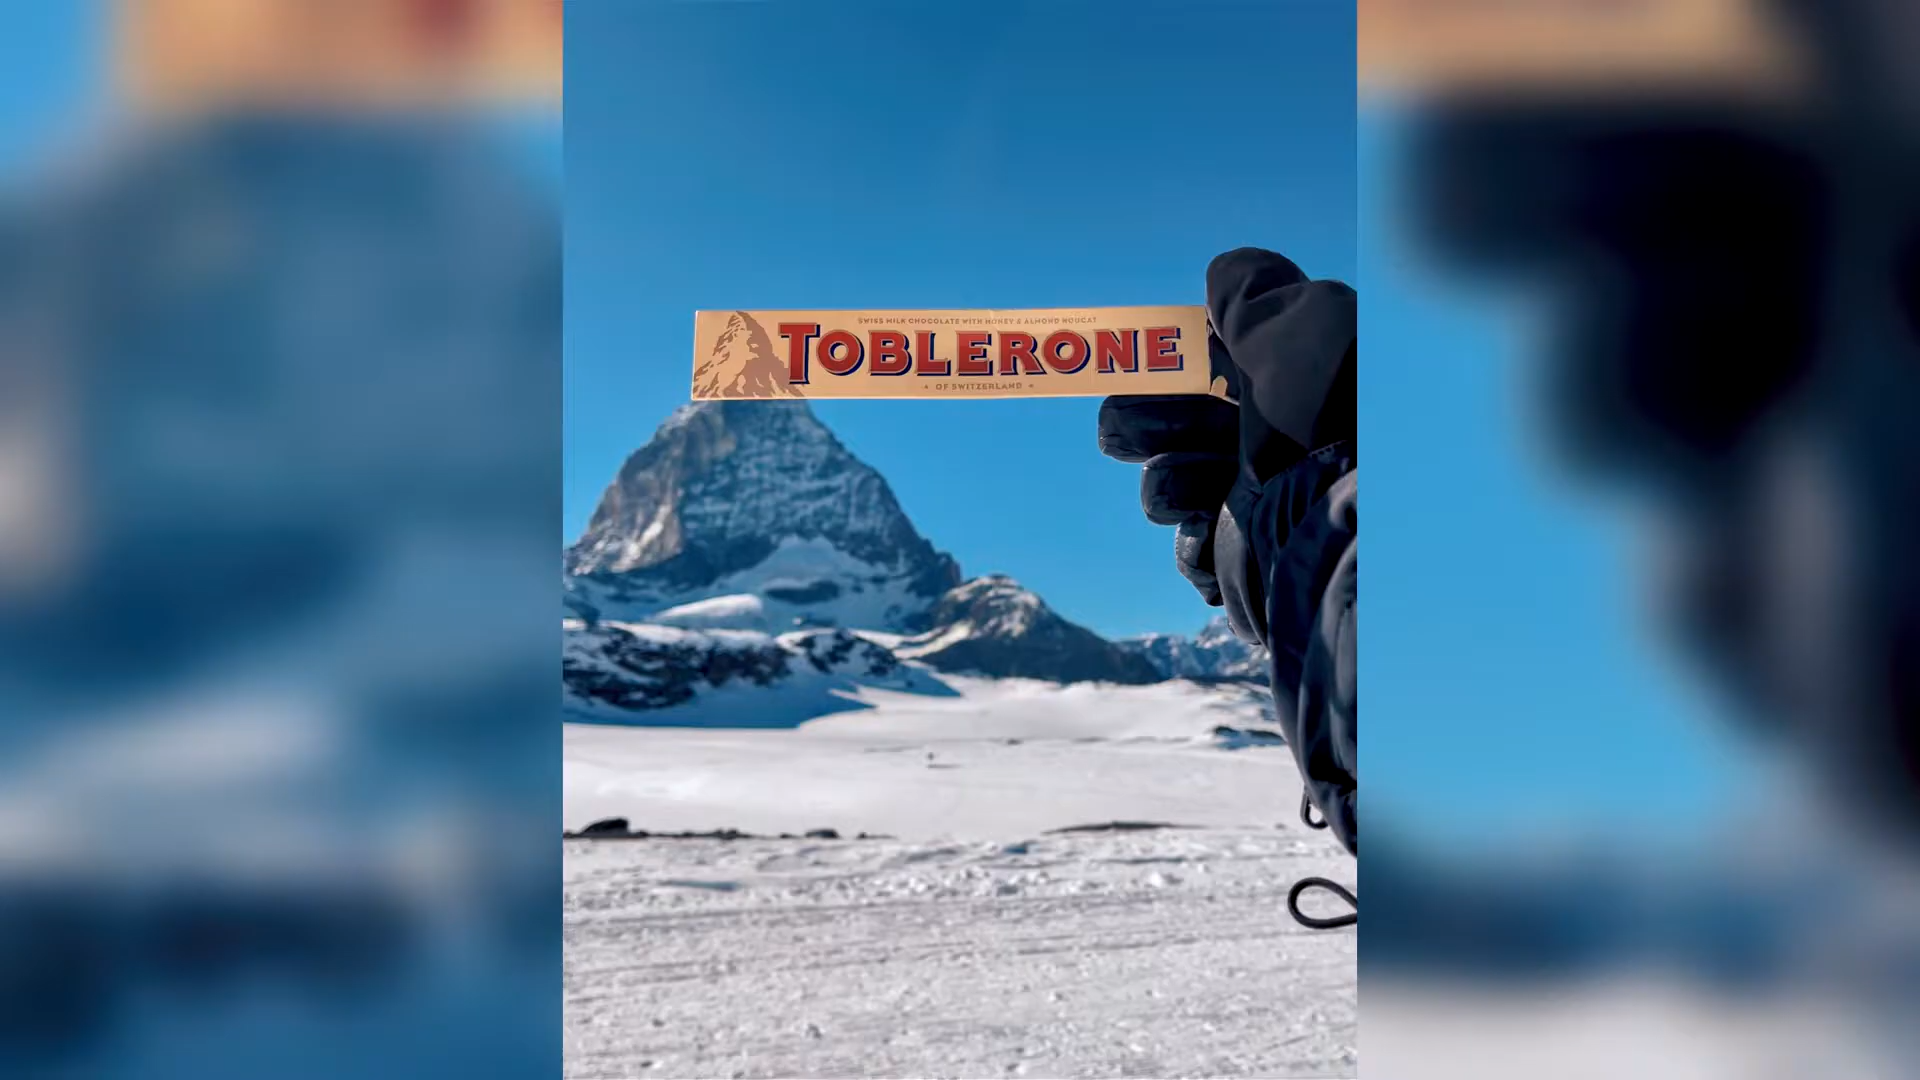 SWISS MILK CHOCOLATE WITH HONEY & ALMOND NOUGAT
TOBLERONE
OF SWITZERLAND